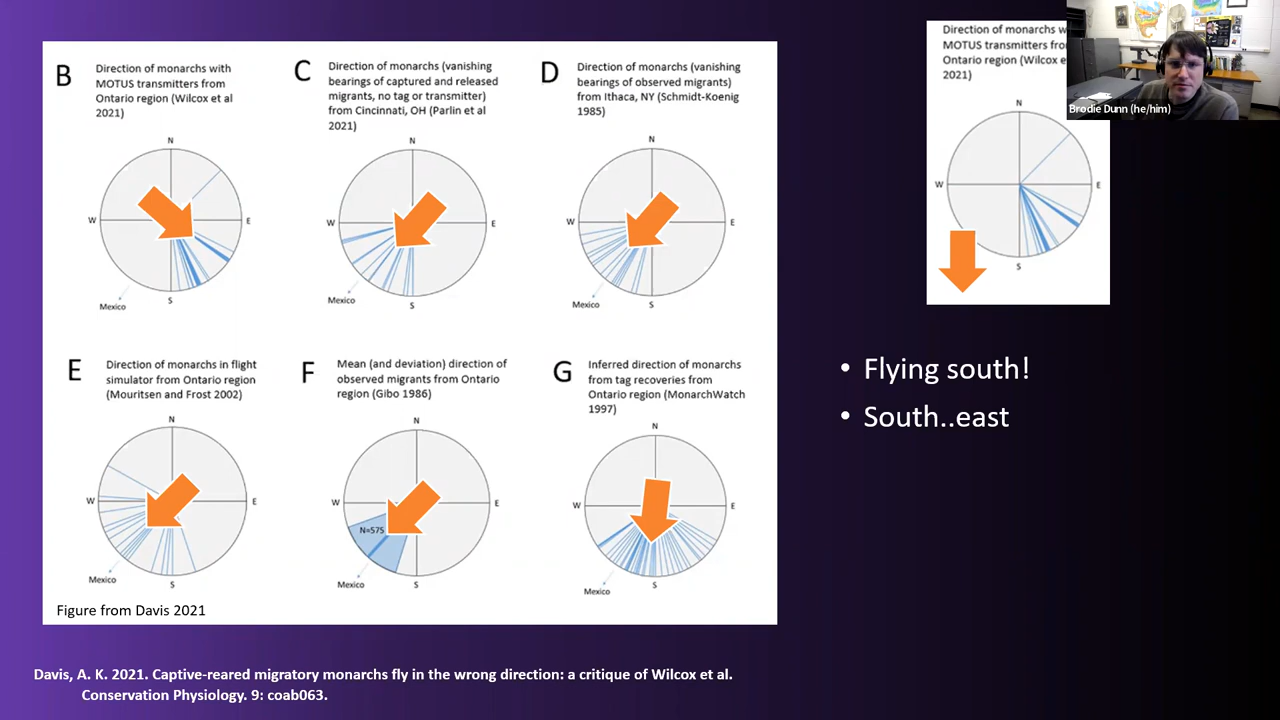 B
Direction of monarchs with
MOTUS transmitters from
Ontario region (Wilcox et al
2021)
N
W
E
S
Mexico
C
Direction of monarchs (vanishing
bearings of captured and released
migrants, no tag or transmitter)
from Cincinnati, OH (Parlin et al
2021)
N
W
E
S
Mexico
D
Direction of monarchs (vanishing
bearings of observed migrants)
from Ithaca, NY (Schmidt-Koenig
1985)
N
W
E
S
Mexico
E
Direction of monarchs in flight
simulator from Ontario region
(Mouritsen and Frost 2002)
N
W
E
S
Mexico
F
Mean (and deviation) direction of
observed migrants from Ontario
region (Gibo 1986)
N
W
E
N=575
S
Mexico
G
Inferred direction of monarchs
from tag recoveries from
Ontario region (MonarchWatch
1997)
N
W
E
S
Mexico
Figure from Davis 2021
Direction of monarchs w
MOTUS transmitters fro
Ontario region (Wilcox e
2021)
N
W
E
S
Brodie Dunn (he/him)
• Flying south!
• South..east
Davis, A. K. 2021. Captive-reared migratory monarchs fly in the wrong direction: a critique of Wilcox et al.
Conservation Physiology. 9: coab063.